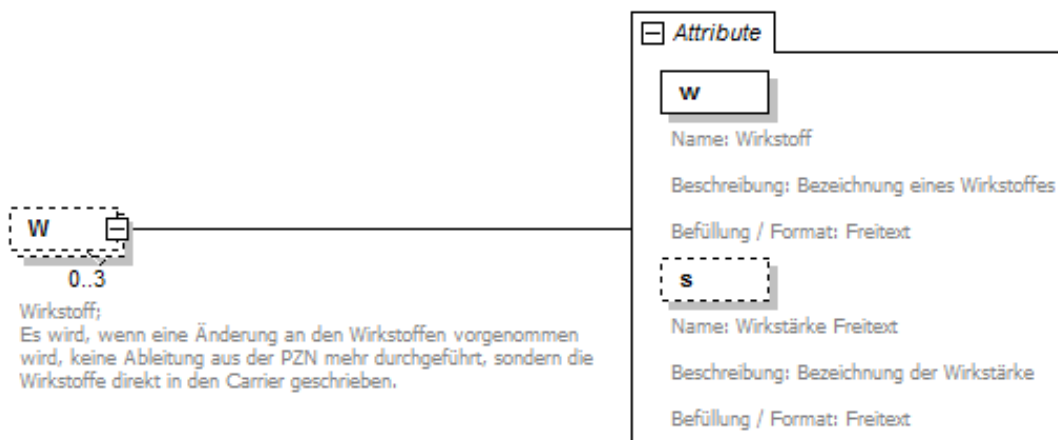 Attribute
w
Name: Wirkstoff
Beschreibung: Bezeichnung eines Wirkstoffes
Befüllung / Format: Freitext
s
Name: Wirkstärke Freitext
Beschreibung: Bezeichnung der Wirkstärke
Befüllung / Format: Freitext
W
0..3
Wirkstoff;
Es wird, wenn eine Änderung an den Wirkstoffen vorgenommen
wird, keine Ableitung aus der PZN mehr durchgeführt, sondern die
Wirkstoffe direkt in den Carrier geschrieben.